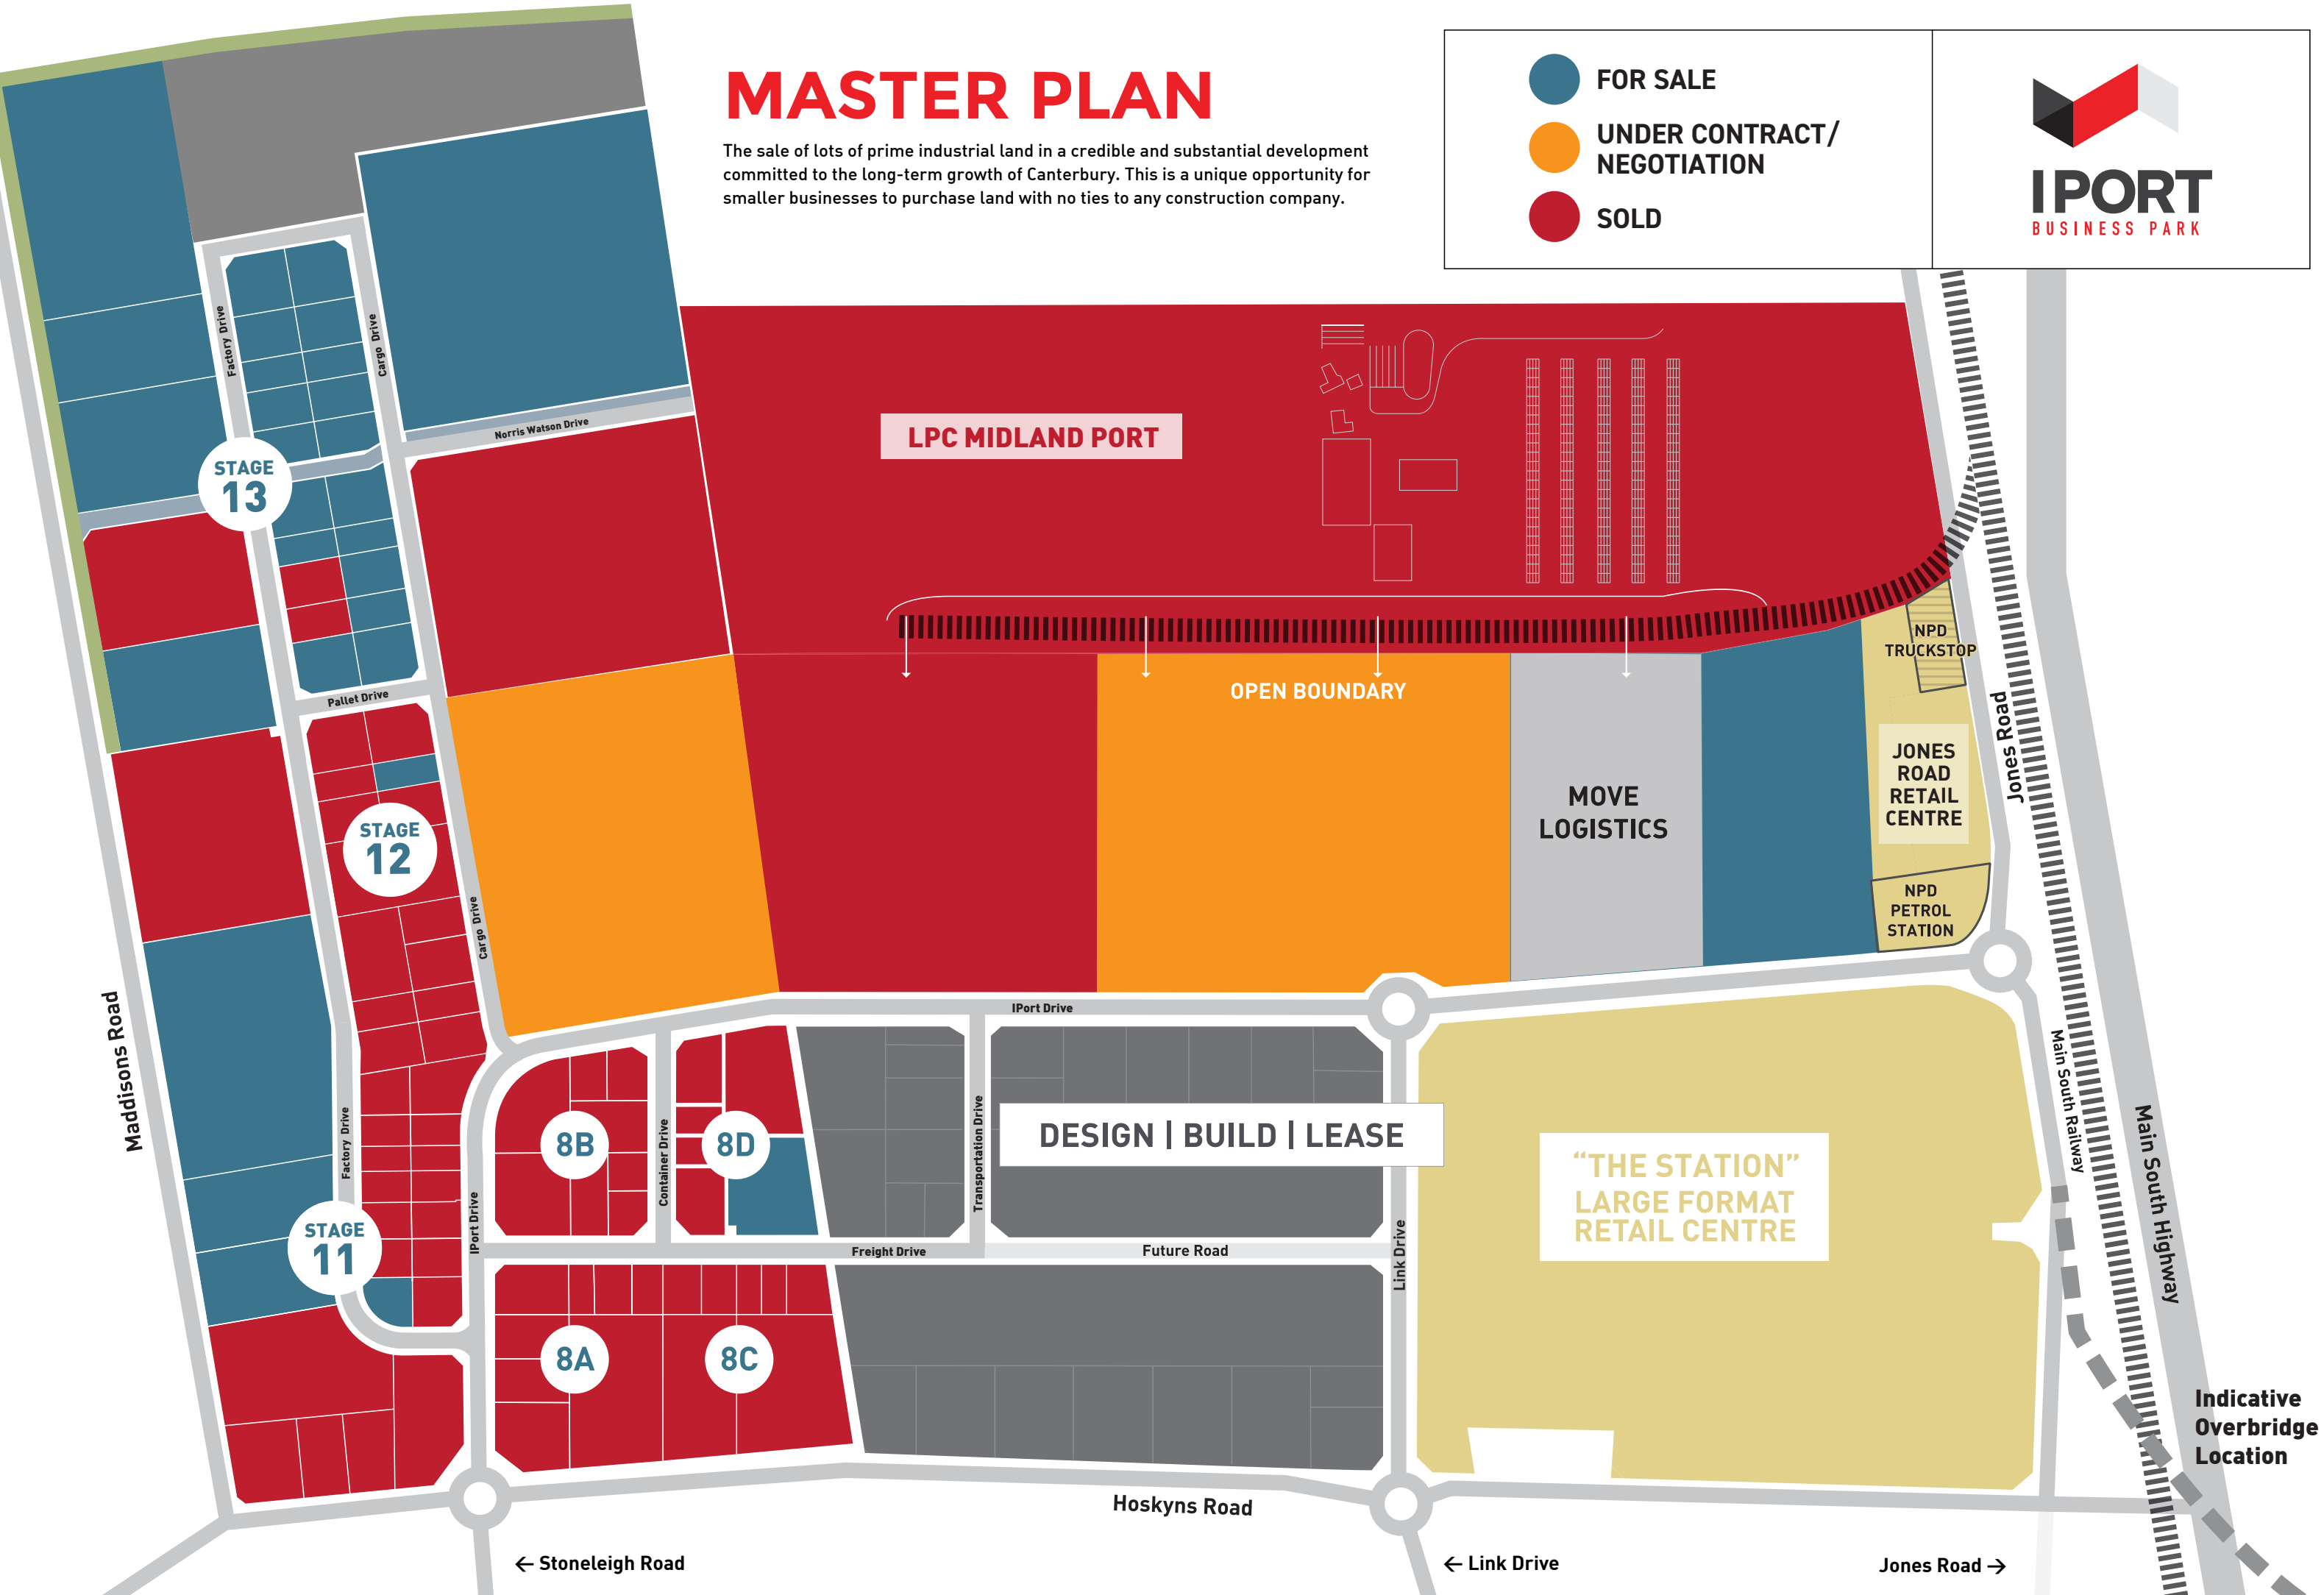 MASTER PLAN
The sale of lots of prime industrial land in a credible and substantial development
committed to the long-term growth of Canterbury. This is a unique opportunity for
smaller businesses to purchase land with no ties to any construction company.
FOR SALE
UNDER CONTRACT/
NEGOTIATION
SOLD
IPORT
BUSINESS PARK
Factory Drive
Cargo Drive
Norris Watson Drive
LPC MIDLAND PORT
STAGE
13
NPD
TRUCKSTOP
Pallet Drive
OPEN BOUNDARY
Jones Road
JONES
ROAD
RETAIL
CENTRE
MOVE
LOGISTICS
STAGE
12
NPD
PETROL
STATION
Cargo Drive
Maddisons Road
IPort Drive
Main South Railway
Main South Highway
Factory Drive
8B
Container Drive
8D
Transportation Drive
DESIGN | BUILD | LEASE
“THE STATION”
LARGE FORMAT
RETAIL CENTRE
STAGE
11
IPort Drive
Freight Drive
Future Road
Link Drive
8A
8C
Indicative
Overbridge
Location
Hoskyns Road
← Stoneleigh Road
← Link Drive
Jones Road →